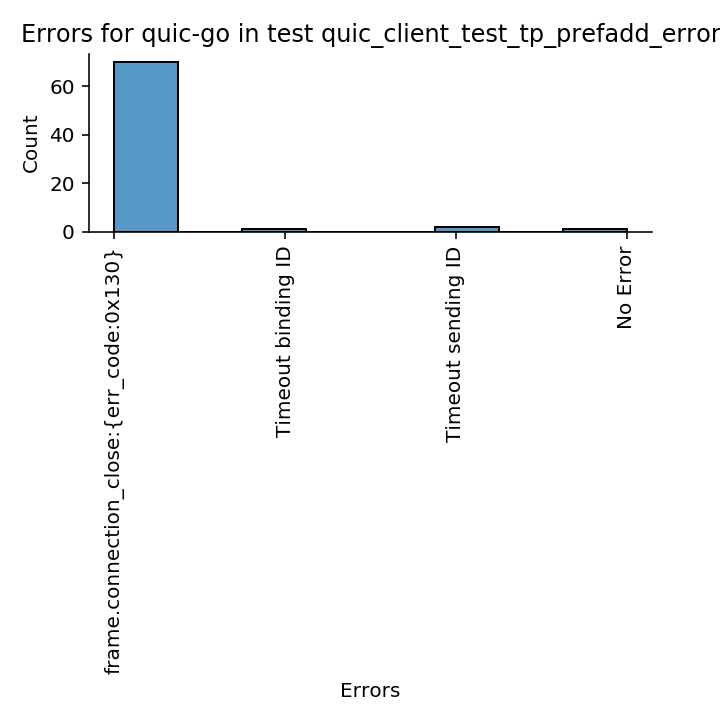 Errors for quic-go in test quic_client_test_tp_prefadd_error
Count
60
40
20
0
frame.connection_close:{err_code:0x130}
Timeout binding ID
Timeout sending ID
No Error
Errors